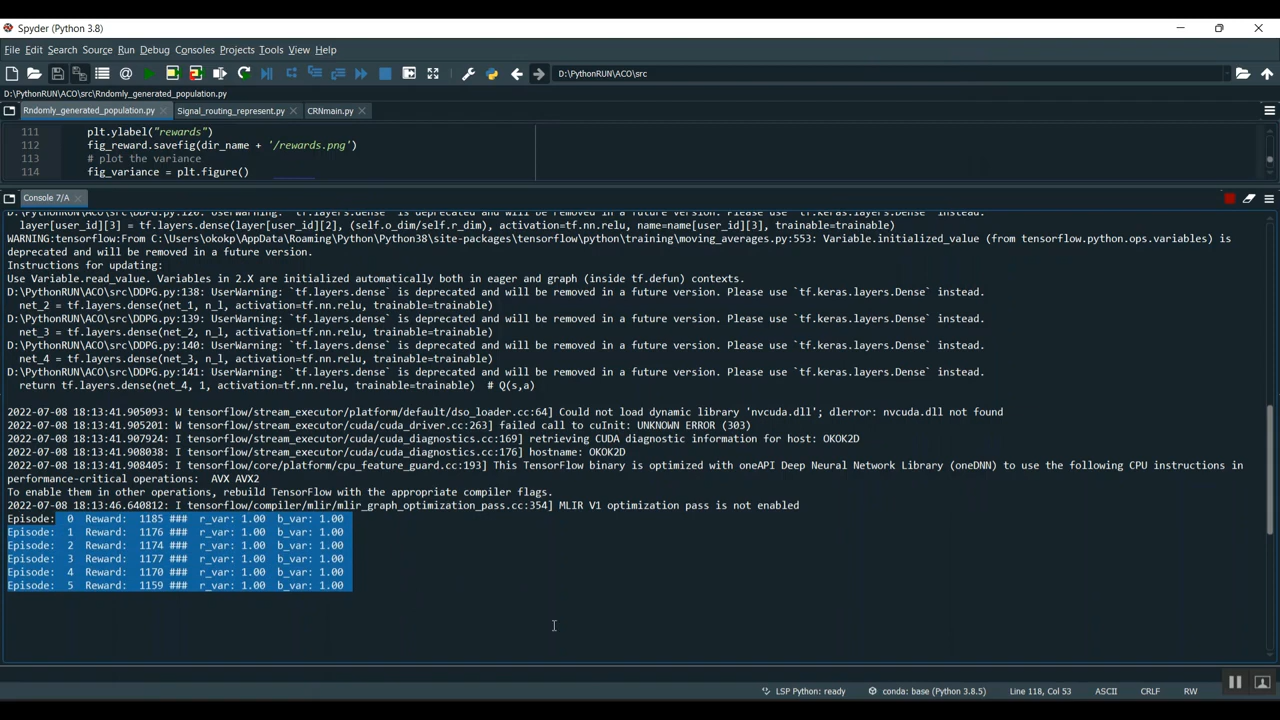 Spyder (Python 3.8)
File Edit Search Source Run Debug Consoles Projects Tools View Help
D:\PythonRUN\ACO\src
D:\PythonRUN\ACO\src\Rndomly_generated_population.py
Rndomly_generated_population.py Signal_routing_represent.py CRNmain.py
111 plt.ylabel("rewards")
112 fig_reward.savefig(dir_name + '/rewards.png')
113 # plot the variance
114 fig_variance = plt.figure()
Console 7/A
D:\PythonRUN\ACO\src\DDPG.py:120: UserWarning: `tf.layers.dense` is deprecated and will be removed in a future version. Please use `tf.keras.layers.Dense` instead.
layer[user_id][3] = tf.layers.dense(layer[user_id][2], (self.o_dim/self.r_dim), activation=tf.nn.relu, name=name[user_id][3], trainable=trainable)
WARNING:tensorflow:From C:\Users\okokp\AppData\Roaming\Python\Python38\site-packages\tensorflow\python\training\moving_averages.py:553: Variable.initialized_value (from tensorflow.python.ops.variables) is
deprecated and will be removed in a future version.
Instructions for updating:
Use Variable.read_value. Variables in 2.X are initialized automatically both in eager and graph (inside tf.defun) contexts.
D:\PythonRUN\ACO\src\DDPG.py:138: UserWarning: `tf.layers.dense` is deprecated and will be removed in a future version. Please use `tf.keras.layers.Dense` instead.
net_2 = tf.layers.dense(net_1, n_l, activation=tf.nn.relu, trainable=trainable)
D:\PythonRUN\ACO\src\DDPG.py:139: UserWarning: `tf.layers.dense` is deprecated and will be removed in a future version. Please use `tf.keras.layers.Dense` instead.
net_3 = tf.layers.dense(net_2, n_l, activation=tf.nn.relu, trainable=trainable)
D:\PythonRUN\ACO\src\DDPG.py:140: UserWarning: `tf.layers.dense` is deprecated and will be removed in a future version. Please use `tf.keras.layers.Dense` instead.
net_4 = tf.layers.dense(net_3, n_l, activation=tf.nn.relu, trainable=trainable)
D:\PythonRUN\ACO\src\DDPG.py:141: UserWarning: `tf.layers.dense` is deprecated and will be removed in a future version. Please use `tf.keras.layers.Dense` instead.
return tf.layers.dense(net_4, 1, activation=tf.nn.relu, trainable=trainable) # Q(s,a)
2022-07-08 18:13:41.905093: W tensorflow/stream_executor/platform/default/dso_loader.cc:64] Could not load dynamic library 'nvcuda.dll'; dlerror: nvcuda.dll not found
2022-07-08 18:13:41.905201: W tensorflow/stream_executor/cuda/cuda_driver.cc:263] failed call to cuInit: UNKNOWN ERROR (303)
2022-07-08 18:13:41.907924: I tensorflow/stream_executor/cuda/cuda_diagnostics.cc:169] retrieving CUDA diagnostic information for host: OKOK2D
2022-07-08 18:13:41.908038: I tensorflow/stream_executor/cuda/cuda_diagnostics.cc:176] hostname: OKOK2D
2022-07-08 18:13:41.908405: I tensorflow/core/platform/cpu_feature_guard.cc:193] This TensorFlow binary is optimized with oneAPI Deep Neural Network Library (oneDNN) to use the following CPU instructions in
performance-critical operations: AVX AVX2
To enable them in other operations, rebuild TensorFlow with the appropriate compiler flags.
2022-07-08 18:13:46.640812: I tensorflow/compiler/mlir/mlir_graph_optimization_pass.cc:354] MLIR V1 optimization pass is not enabled
Episode: 0 Reward: 1185 ### r_var: 1.00 b_var: 1.00
Episode: 1 Reward: 1176 ### r_var: 1.00 b_var: 1.00
Episode: 2 Reward: 1174 ### r_var: 1.00 b_var: 1.00
Episode: 3 Reward: 1177 ### r_var: 1.00 b_var: 1.00
Episode: 4 Reward: 1170 ### r_var: 1.00 b_var: 1.00
Episode: 5 Reward: 1159 ### r_var: 1.00 b_var: 1.00
LSP Python: ready conda: base (Python 3.8.5) Line 118, Col 53 ASCII CRLF RW